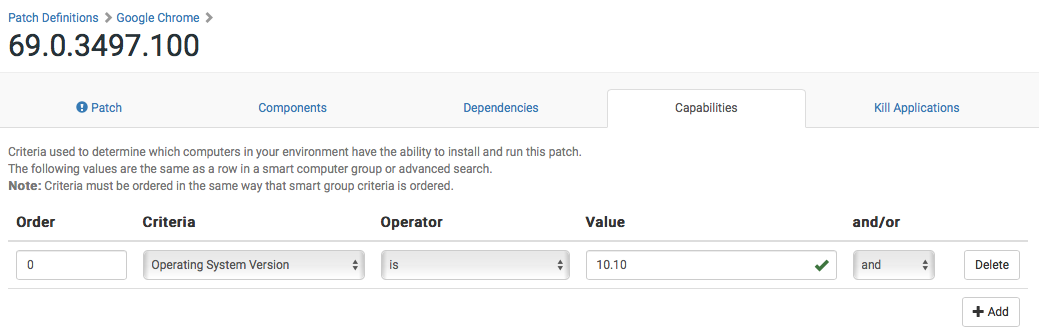 Patch Definitions > Google Chrome >
69.0.3497.100
Patch Components Dependencies Capabilities Kill Applications
Criteria used to determine which computers in your environment have the ability to install and run this patch.
The following values are the same as a row in a smart computer group or advanced search.
Note: Criteria must be ordered in the same way that smart group criteria is ordered.
Order Criteria Operator Value and/or
0 Operating System Version is 10.10 and Delete
+ Add